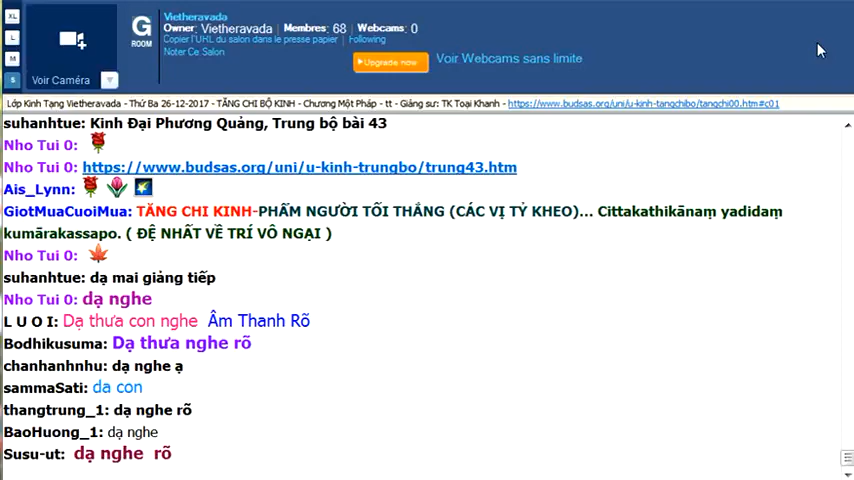 XL
L
M
S
Voir Caméra
G
ROOM
Vietheravada
Owner: Vietheravada | Membres: 68 | Webcams: 0
Copier l'URL du salon dans le presse papier | Following
Noter Ce Salon
Upgrade now
Voir Webcams sans limite
Lớp Kinh Tạng Vietheravada - Thứ Ba 26-12-2017 - TĂNG CHI BỘ KINH - Chương Một Pháp - tt - Giảng sư: TK Toại Khanh - https://www.budsas.org/uni/u-kinh-tangchibo/tangchi00.htm#c01
suhanhtue: Kinh Đại Phương Quảng, Trung bộ bài 43
Nho Tui 0:
Nho Tui 0: https://www.budsas.org/uni/u-kinh-trungbo/trung43.htm
Ais_Lynn:
GiotMuaCuoiMua: TĂNG CHI KINH-PHẨM NGƯỜI TỐI THẮNG (CÁC VỊ TỶ KHEO)... Cittakathikānaṃ yadidaṃ
kumārakassapo. ( ĐỆ NHẤT VỀ TRÍ VÔ NGẠI )
Nho Tui 0:
suhanhtue: dạ mai giảng tiếp
Nho Tui 0: dạ nghe
L U O I: Dạ thưa con nghe Âm Thanh Rõ
Bodhikusuma: Dạ thưa nghe rõ
chanhanhnhu: dạ nghe ạ
sammaSati: da con
thangtrung_1: dạ nghe rõ
BaoHuong_1: dạ nghe
Susu-ut: dạ nghe rõ